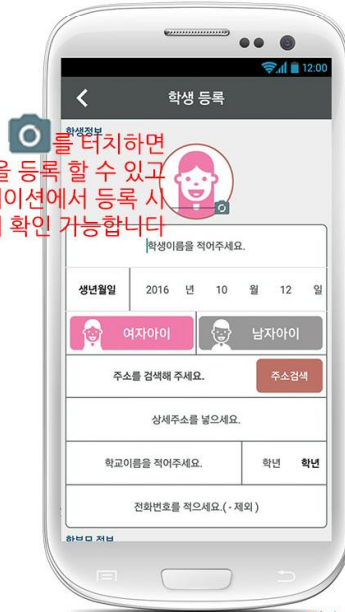 12:00
학생 등록
학생정보
를 터치하면
을 등록 할 수 있고
이션에서 등록 시
확인 가능합니다
학생이름을 적어주세요.
생년월일 2016 년 10 월 12 일
여자아이 남자아이
주소를 검색해 주세요. 주소검색
상세주소를 넣으세요.
학교이름을 적어주세요. 학년 학년
전화번호를 적으세요.( - 제외 )
학부모 정보